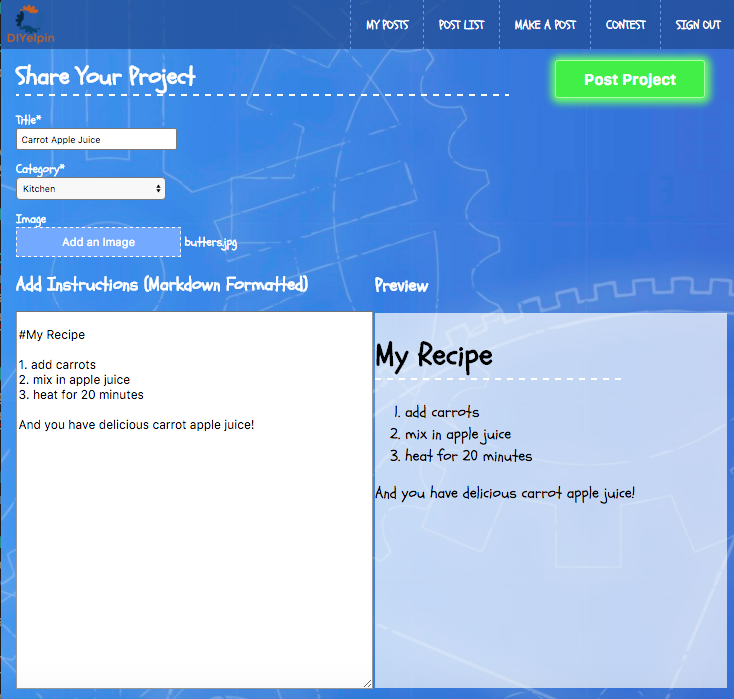 DIYelpin
MY POSTS
POST LIST
MAKE A POST
CONTEST
SIGN OUT
Share Your Project
Post Project
Title*
Carrot Apple Juice
Category*
Kitchen
Image
Add an Image
butters.jpg
Add Instructions (Markdown Formatted)
#My Recipe
1. add carrots
2. mix in apple juice
3. heat for 20 minutes
And you have delicious carrot apple juice!
Preview
My Recipe
1. add carrots
2. mix in apple juice
3. heat for 20 minutes
And you have delicious carrot apple juice!